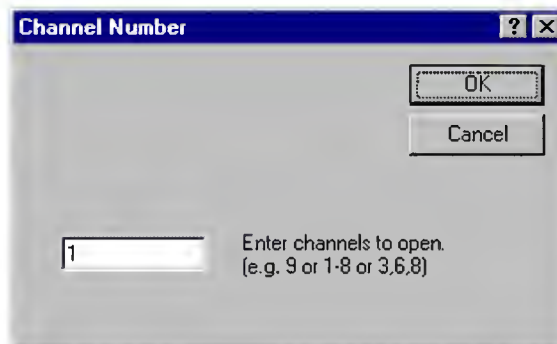 Channel Number
OK
Cancel
1
Enter channels to open.
(e.g. 9 or 1-8 or 3,6,8)